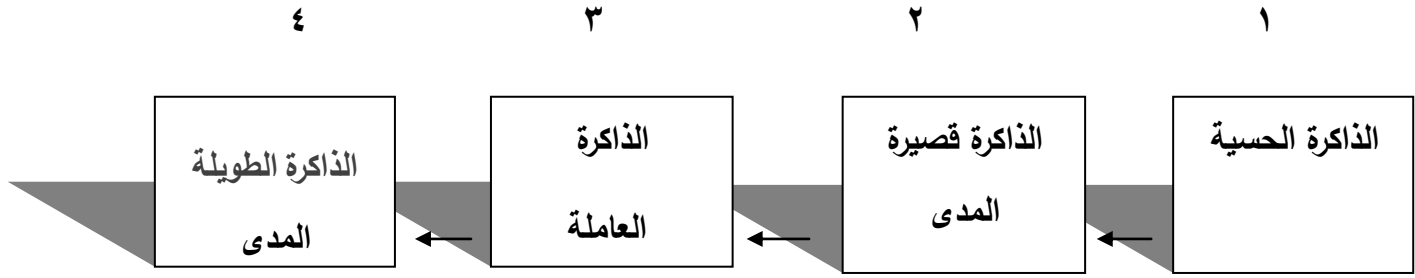 ١ ٢ ٣ ٤
الذاكرة الحسية
الذاكرة قصيرة
المدى
الذاكرة
العاملة
الذاكرة الطويلة
المدى